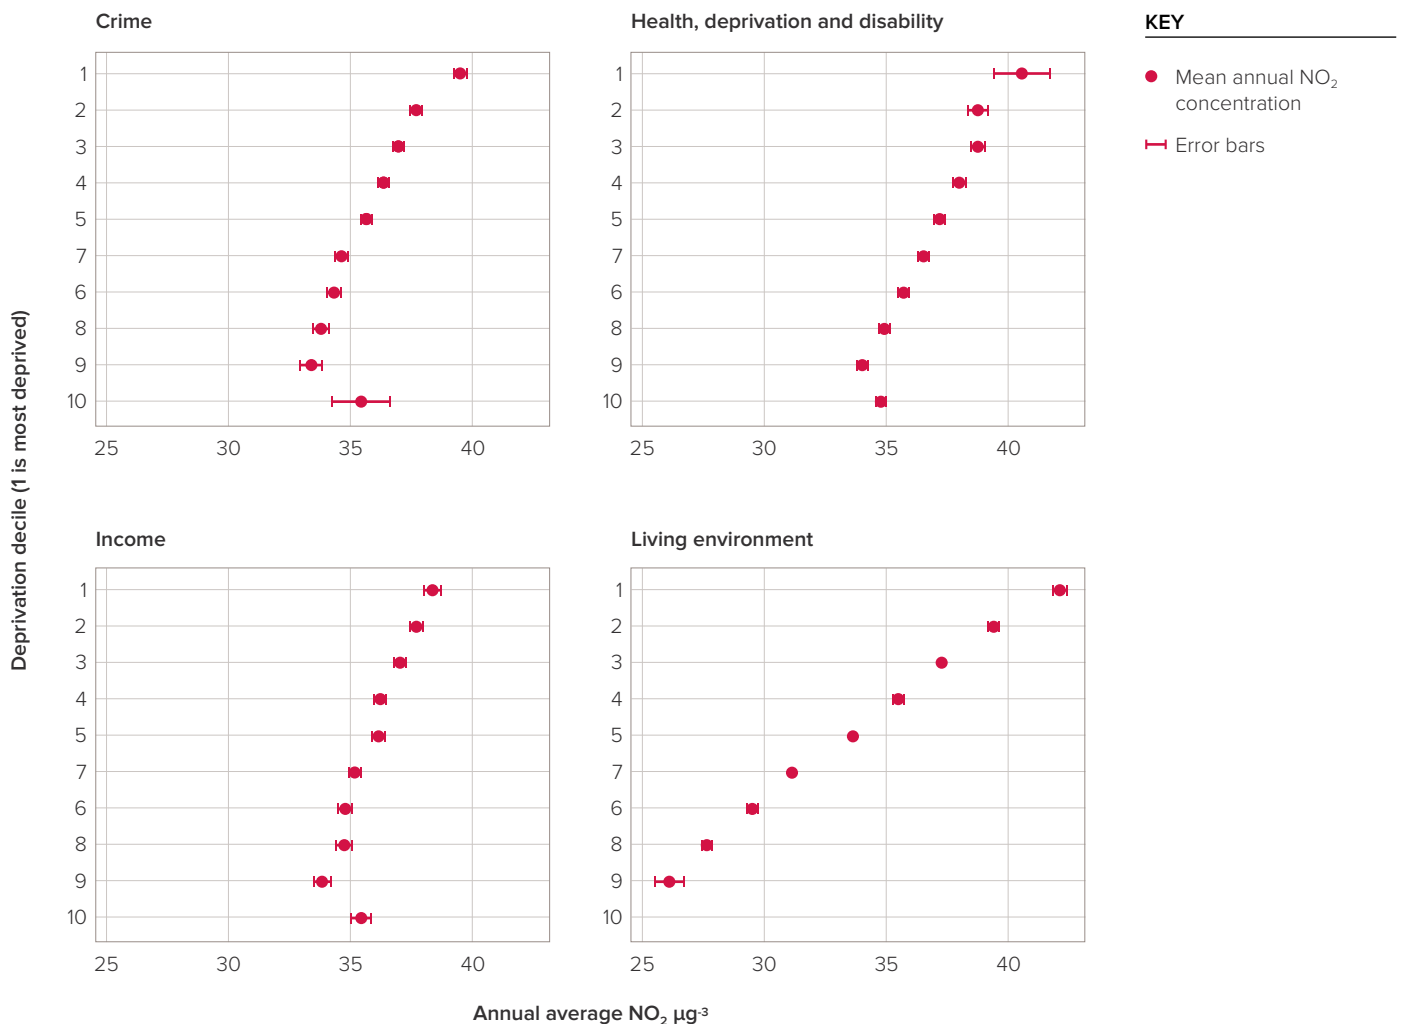 Crime
1
2
3
4
5
7
6
8
9
10
25 30 35 40
Health, deprivation and disability
1
2
3
4
5
7
6
8
9
10
25 30 35 40
KEY
Mean annual NO₂
concentration
Error bars
Deprivation decile (1 is most deprived)
Income
1
2
3
4
5
7
6
8
9
10
25 30 35 40
Living environment
1
2
3
4
5
7
6
8
9
10
25 30 35 40
Annual average NO₂ µg⁻³